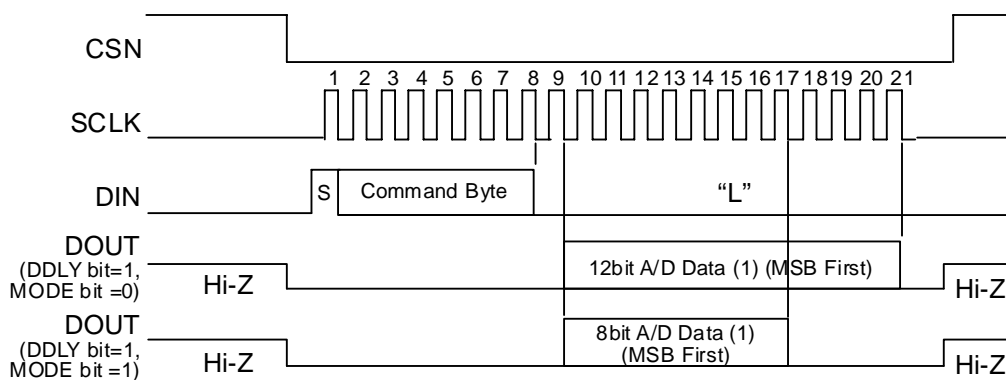 CSN
1 2 3 4 5 6 7 8 9 10 11 12 13 14 15 16 17 18 19 20 21
SCLK
DIN
S
Command Byte
“L”
DOUT
(DDLY bit=1,
MODE bit =0)
Hi-Z
12bit A/D Data (1) (MSB First)
Hi-Z
DOUT
(DDLY bit=1,
MODE bit =1)
Hi-Z
8bit A/D Data (1)
(MSB First)
Hi-Z